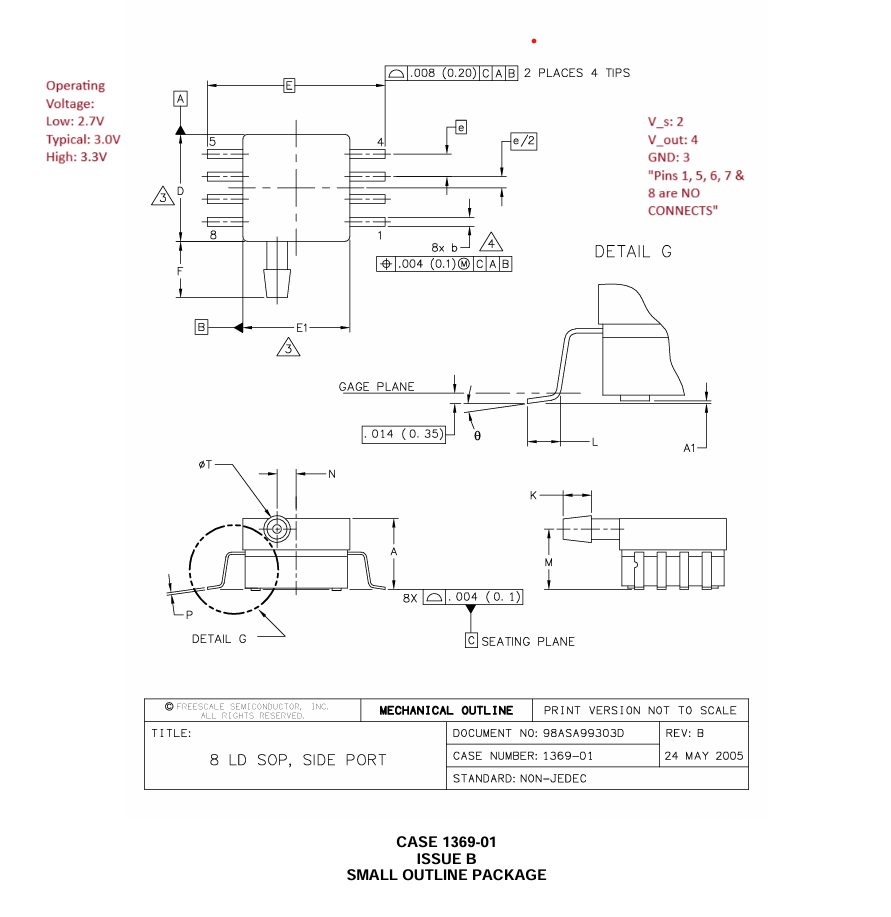 .008 (0.20) C A B 2 PLACES 4 TIPS
E
Operating
Voltage:
Low: 2.7V
Typical: 3.0V
High: 3.3V
A
e
e/2
V_s: 2
V_out: 4
GND: 3
"Pins 1, 5, 6, 7 &
8 are NO
CONNECTS"
5
4
D
3
8
1
8x b
4
.004 (0.1) M C A B
F
DETAIL G
B
E1
3
GAGE PLANE
.014 (0.35)
θ
L
A1
øT
N
K
A
M
P
8X
.004 (0.1)
DETAIL G
C SEATING PLANE
© FREESCALE SEMICONDUCTOR, INC.
ALL RIGHTS RESERVED.
MECHANICAL OUTLINE
PRINT VERSION NOT TO SCALE
TITLE:
8 LD SOP, SIDE PORT
DOCUMENT NO: 98ASA99303D
REV: B
CASE NUMBER: 1369-01
24 MAY 2005
STANDARD: NON-JEDEC
CASE 1369-01
ISSUE B
SMALL OUTLINE PACKAGE